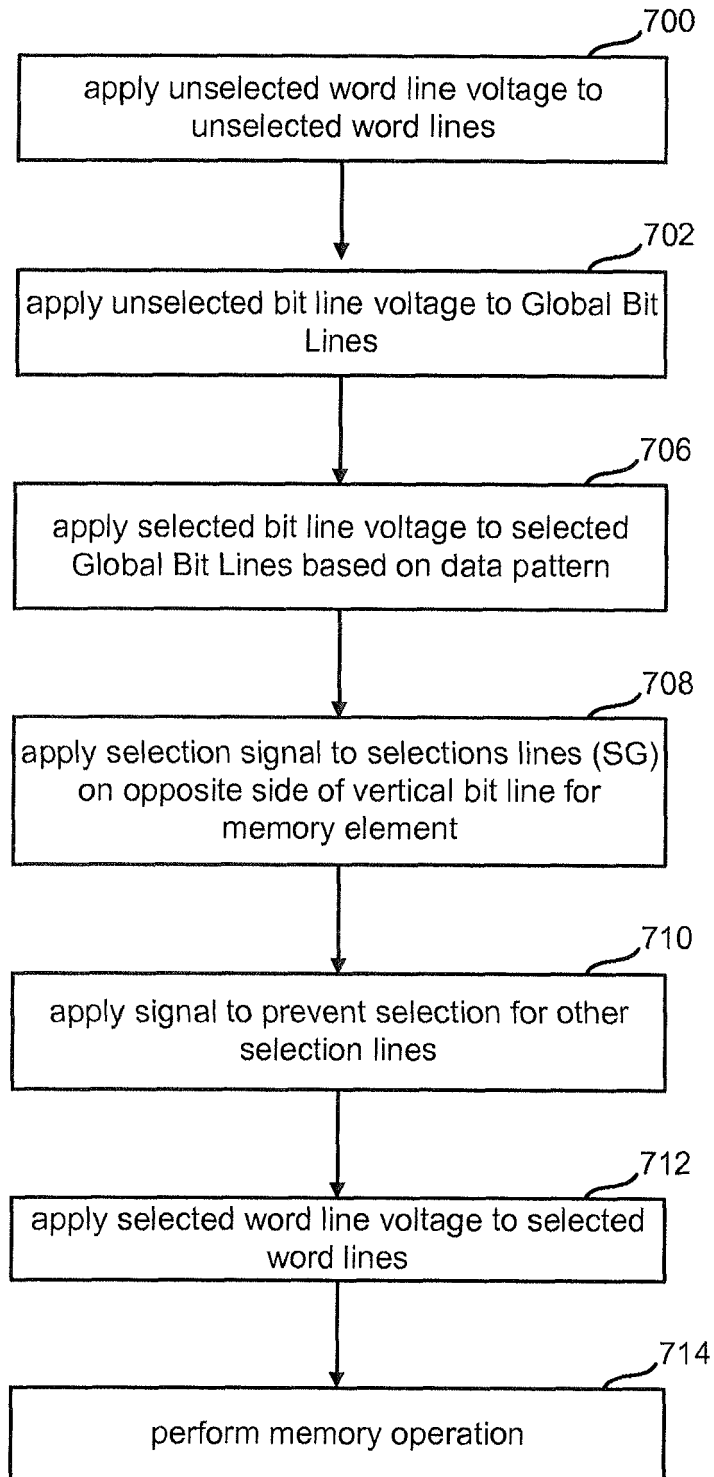 700
apply unselected word line voltage to
unselected word lines
702
apply unselected bit line voltage to Global Bit
Lines
706
apply selected bit line voltage to selected
Global Bit Lines based on data pattern
708
apply selection signal to selections lines (SG)
on opposite side of vertical bit line for
memory element
710
apply signal to prevent selection for other
selection lines
712
apply selected word line voltage to selected
word lines
714
perform memory operation